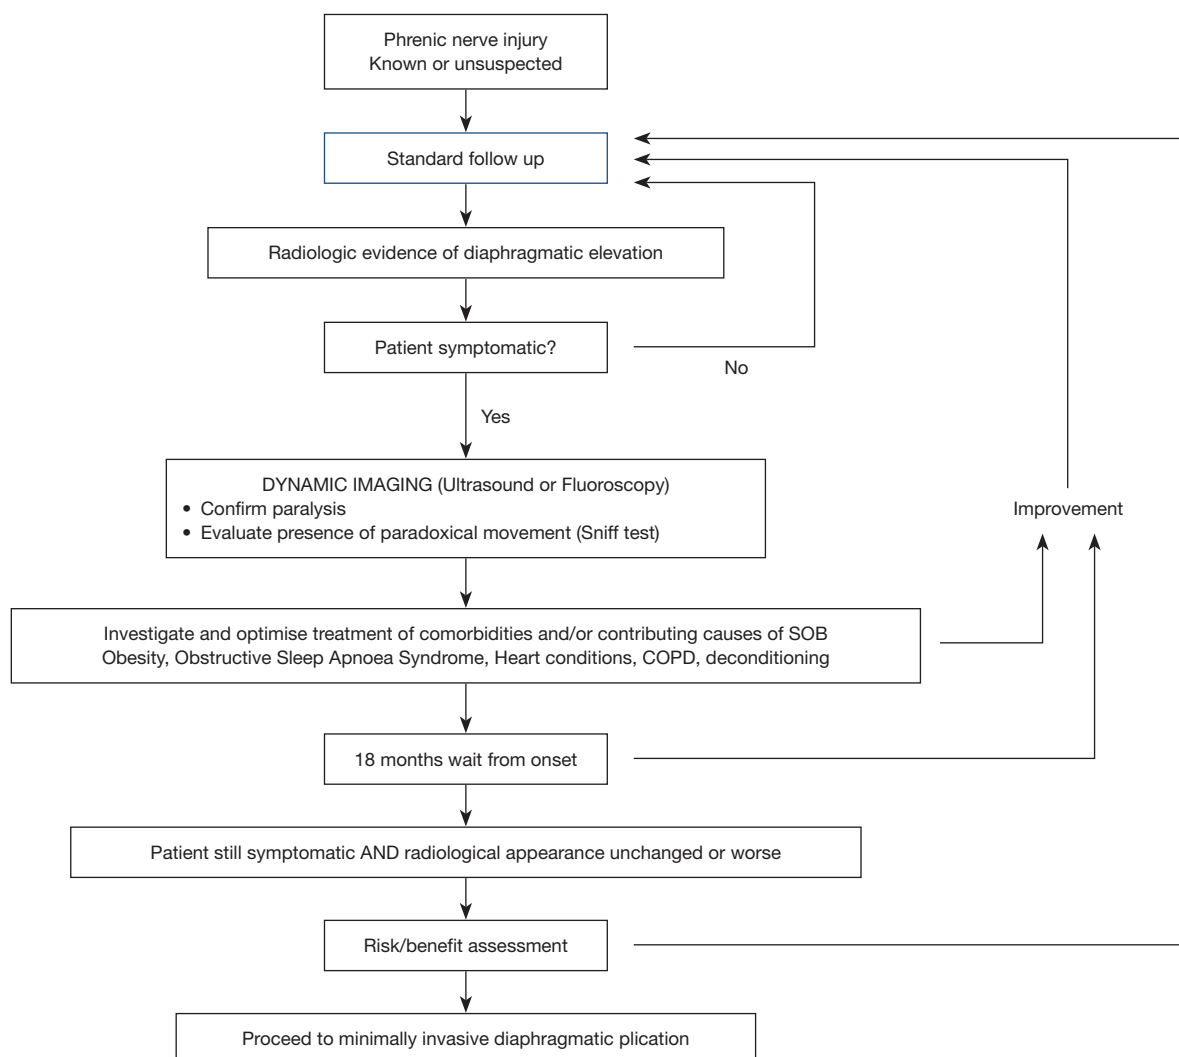 Phrenic nerve injury
Known or unsuspected
Standard follow up
Radiologic evidence of diaphragmatic elevation
Patient symptomatic?
No
Yes
DYNAMIC IMAGING (Ultrasound or Fluoroscopy)
• Confirm paralysis
• Evaluate presence of paradoxical movement (Sniff test)
Improvement
Investigate and optimise treatment of comorbidities and/or contributing causes of SOB
Obesity, Obstructive Sleep Apnoea Syndrome, Heart conditions, COPD, deconditioning
18 months wait from onset
Patient still symptomatic AND radiological appearance unchanged or worse
Risk/benefit assessment
Proceed to minimally invasive diaphragmatic plication